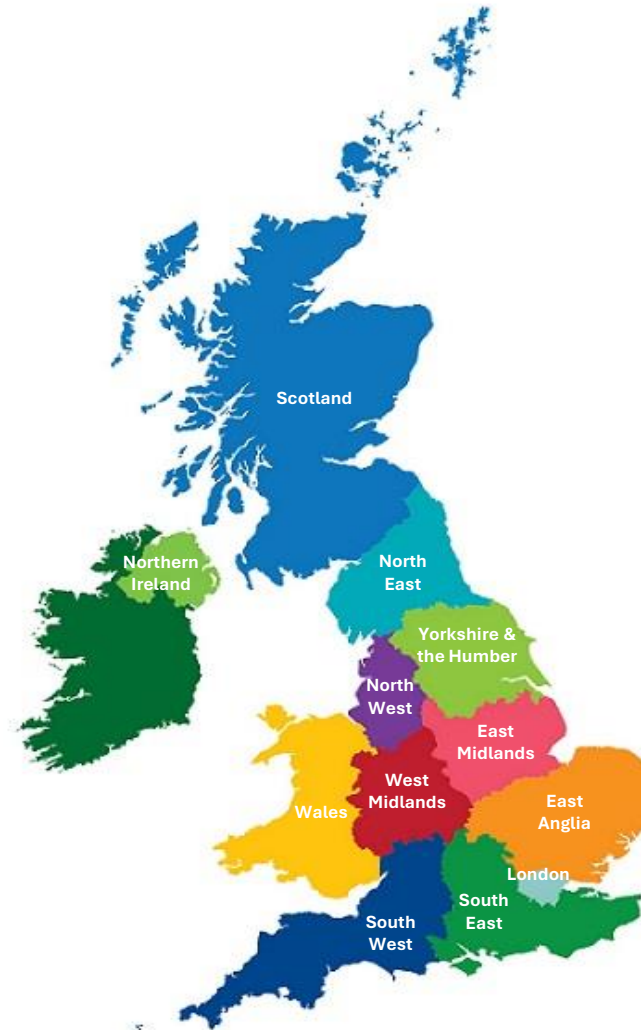 Scotland
Northern
Ireland
North
East
Yorkshire &
the Humber
North
West
East
Midlands
West
Midlands
Wales
East
Anglia
London
South
East
South
West